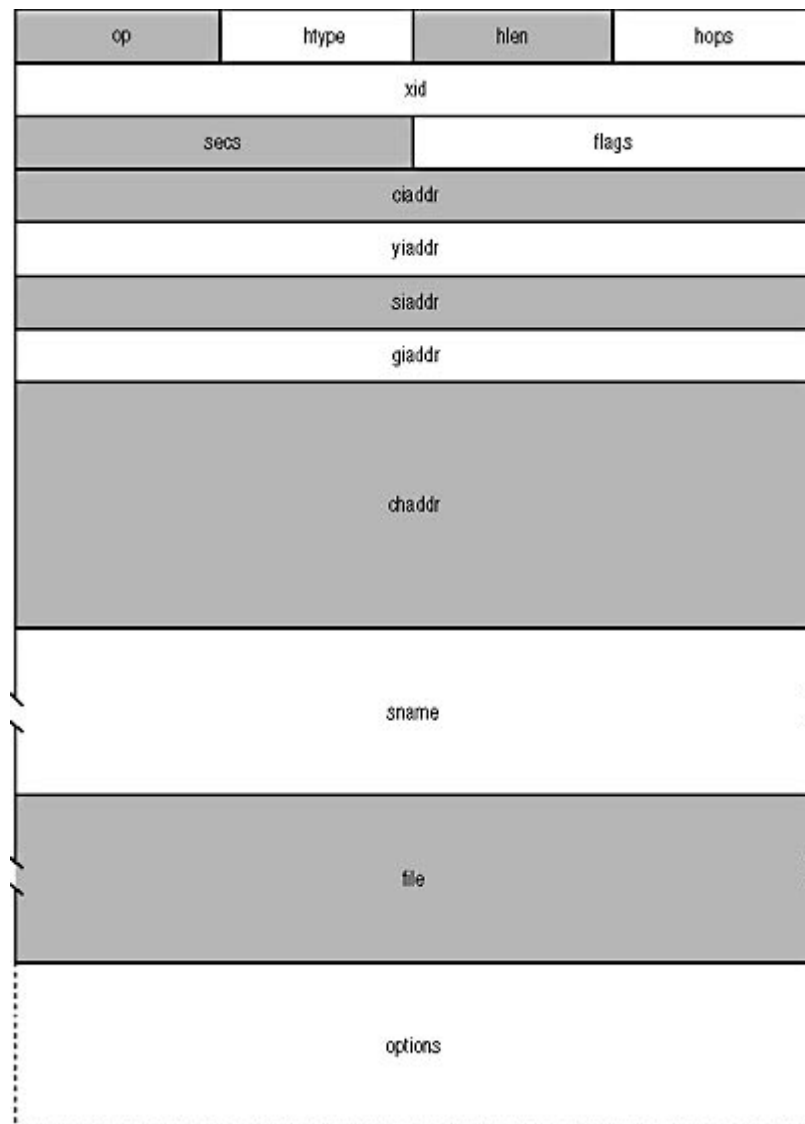 op htype hlen hops
xid
secs flags
ciaddr
yiaddr
siaddr
giaddr
chaddr
sname
file
options